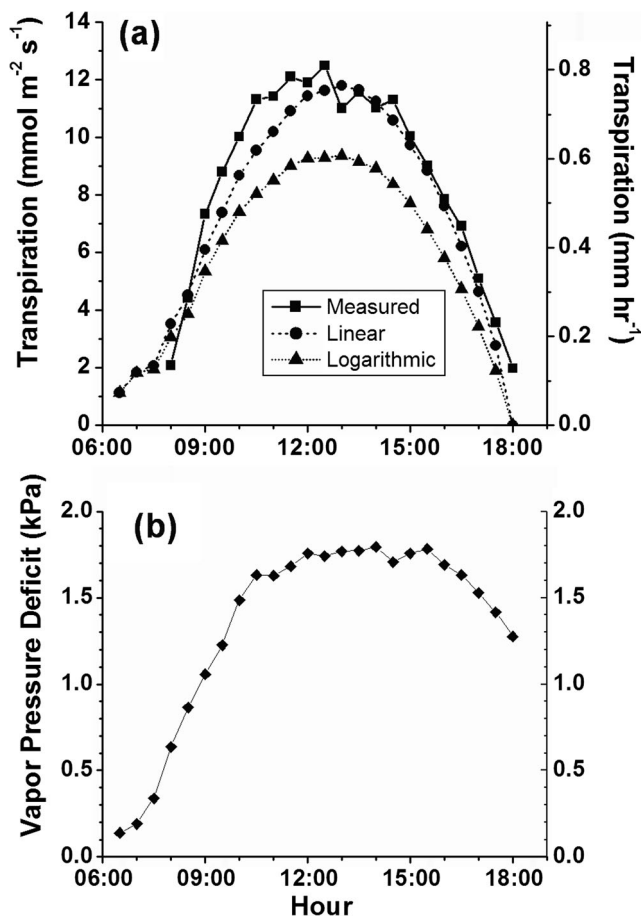 (a)
Transpiration (mmol m-2 s-1)
14
12
10
8
6
4
2
0
Transpiration (mm hr-1)
0.8
0.6
0.4
0.2
0.0
Measured
Linear
Logarithmic
06:00 09:00 12:00 15:00 18:00
(b)
Vapor Pressure Deficit (kPa)
2.0
1.5
1.0
0.5
0.0
2.0
1.5
1.0
0.5
0.0
06:00 09:00 12:00 15:00 18:00
Hour